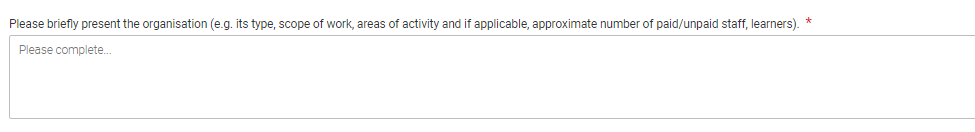 Please briefly present the organisation (e.g. its type, scope of work, areas of activity and if applicable, approximate number of paid/unpaid staff, learners). *
Please complete...